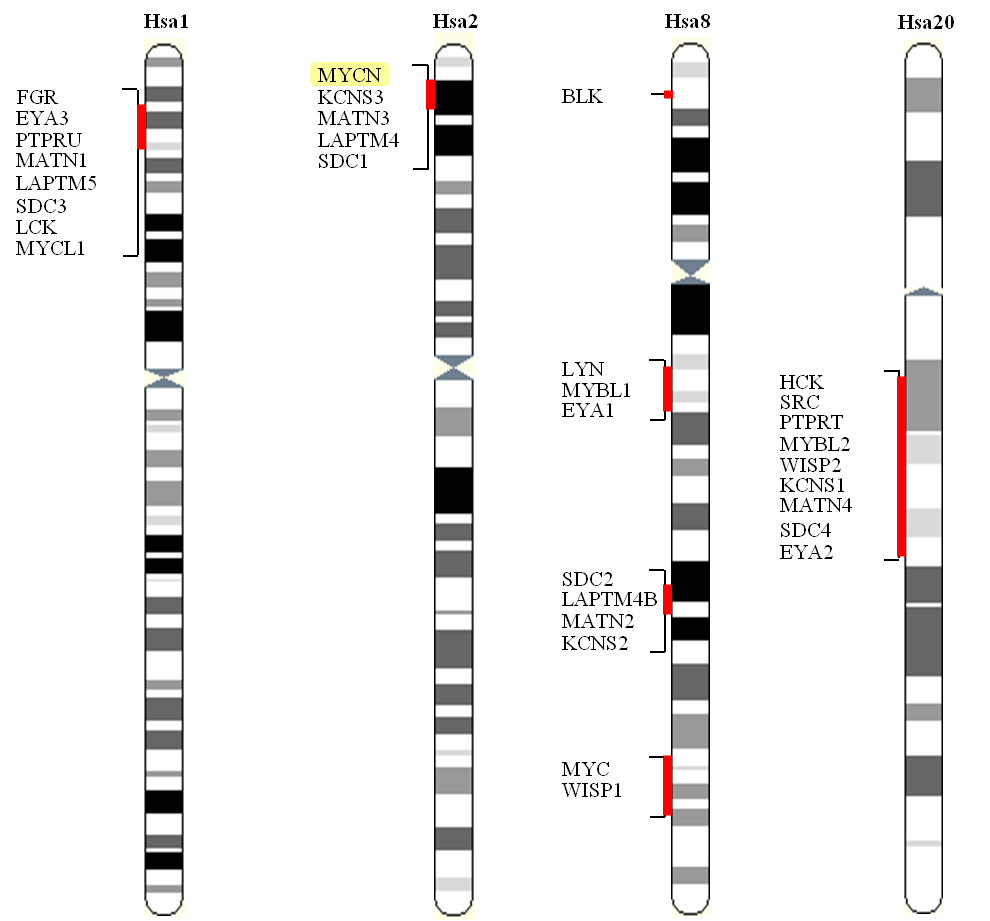 Hsa1
FGR
EYA3
PTPRU
MATN1
LAPTM5
SDC3
LCK
MYCL1
Hsa2
MYCN
KCNS3
MATN3
LAPTM4
SDC1
Hsa8
BLK
LYN
MYBL1
EYA1
SDC2
LAPTM4B
MATN2
KCNS2
MYC
WISP1
Hsa20
HCK
SRC
PTPRT
MYBL2
WISP2
KCNS1
MATN4
SDC4
EYA2